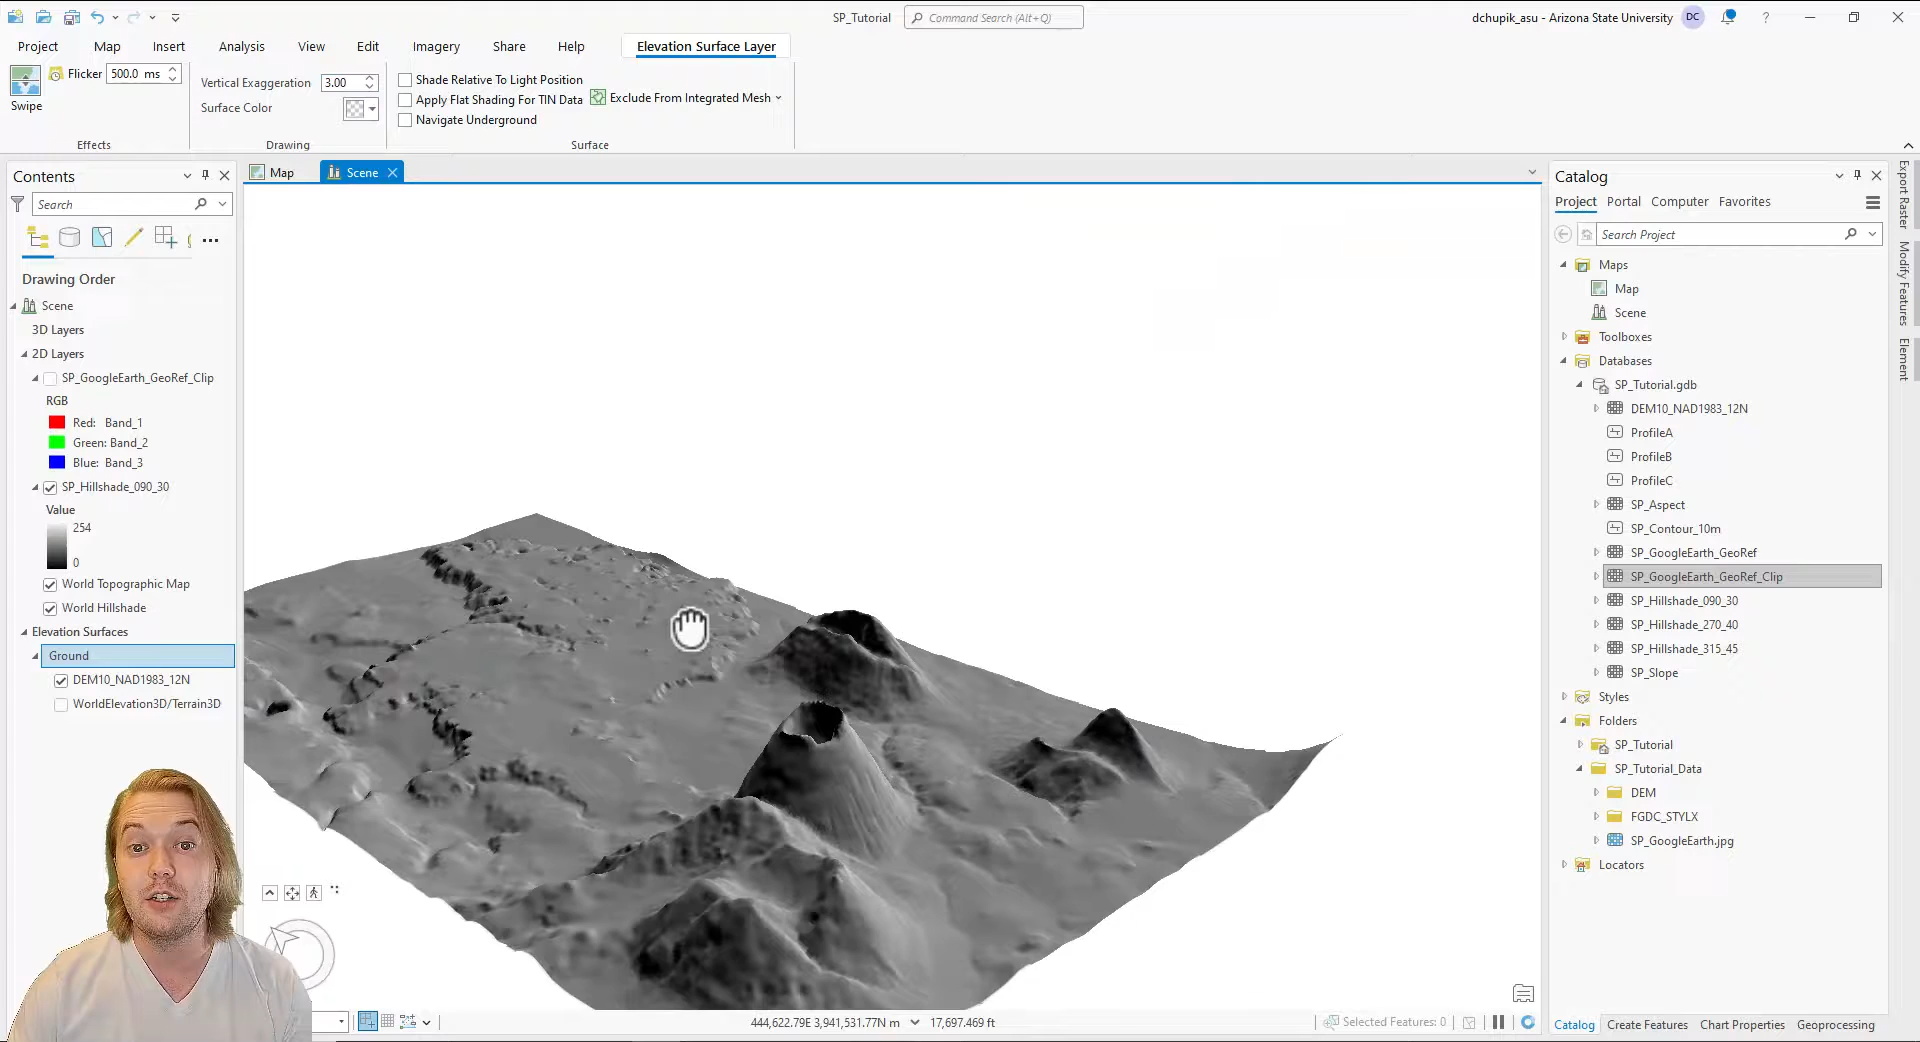 SP_Tutorial
Command Search (Alt+Q)
dchupik_asu - Arizona State University
DC
?
Project
Map
Insert
Analysis
View
Edit
Imagery
Share
Help
Elevation Surface Layer
Swipe
Flicker
500.0 ms
Effects
Vertical Exaggeration
3.00
Surface Color
Drawing
Shade Relative To Light Position
Apply Flat Shading For TIN Data
Navigate Underground
Exclude From Integrated Mesh
Surface
Contents
Search
Drawing Order
Scene
3D Layers
2D Layers
SP_GoogleEarth_GeoRef_Clip
RGB
Red: Band_1
Green: Band_2
Blue: Band_3
SP_Hillshade_090_30
Value
254
0
World Topographic Map
World Hillshade
Elevation Surfaces
Ground
DEM10_NAD1983_12N
WorldElevation3D/Terrain3D
Map
Scene
444,622.79E 3,941,531.77N m
17,697.469 ft
Selected Features: 0
Catalog
Project
Portal
Computer
Favorites
Search Project
Maps
Map
Scene
Toolboxes
Databases
SP_Tutorial.gdb
DEM10_NAD1983_12N
ProfileA
ProfileB
ProfileC
SP_Aspect
SP_Contour_10m
SP_GoogleEarth_GeoRef
SP_GoogleEarth_GeoRef_Clip
SP_Hillshade_090_30
SP_Hillshade_270_40
SP_Hillshade_315_45
SP_Slope
Styles
Folders
SP_Tutorial
SP_Tutorial_Data
DEM
FGDC_STYLX
SP_GoogleEarth.jpg
Locators
Catalog
Create Features
Chart Properties
Geoprocessing
Export Raster
Modify Features
Element